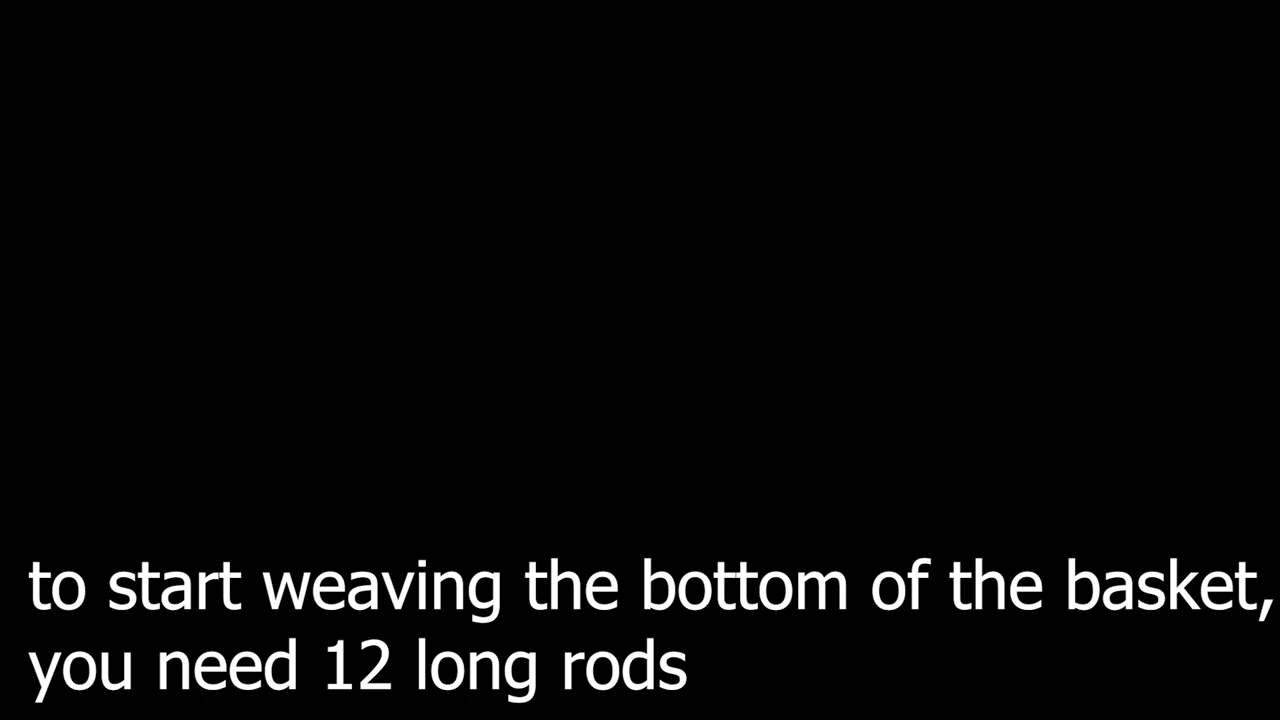 to start weaving the bottom of the basket,
you need 12 long rods